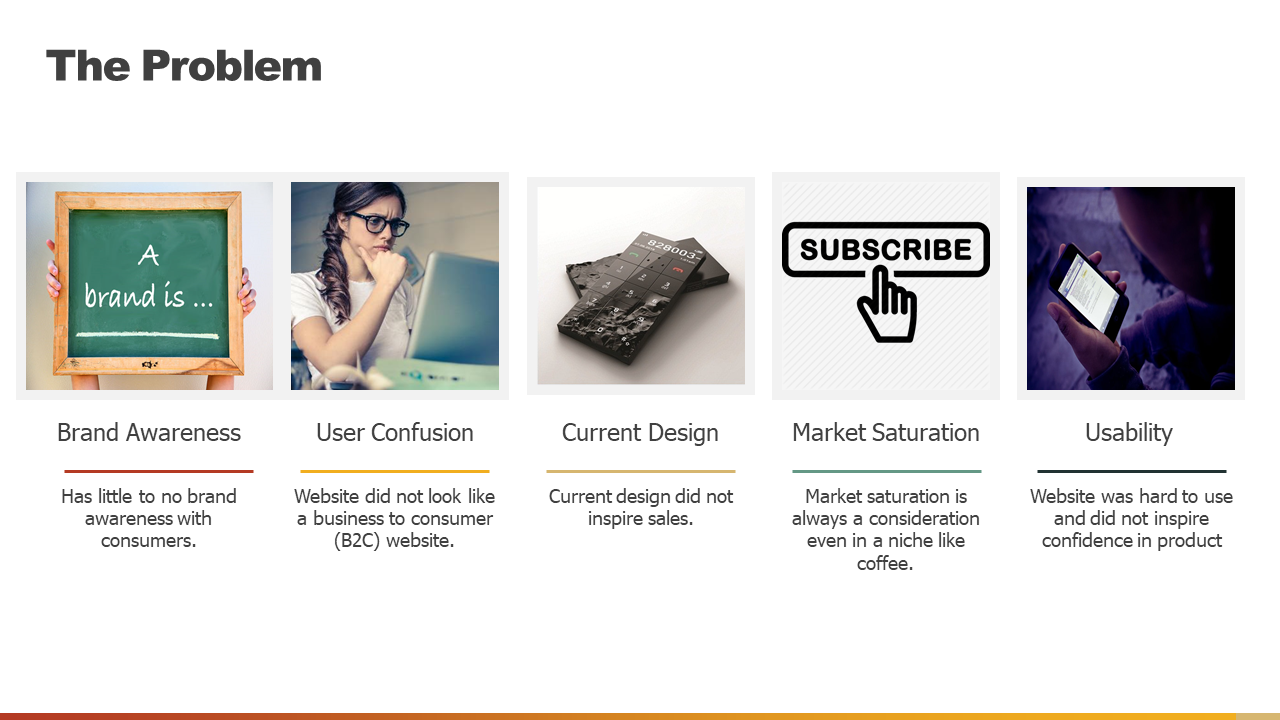 The Problem
A
brand is ...
828003
SUBSCRIBE
Brand Awareness
User Confusion
Current Design
Market Saturation
Usability
Has little to no brand
awareness with
consumers.
Website did not look like
a business to consumer
(B2C) website.
Current design did not
inspire sales.
Market saturation is
always a consideration
even in a niche like
coffee.
Website was hard to use
and did not inspire
confidence in product